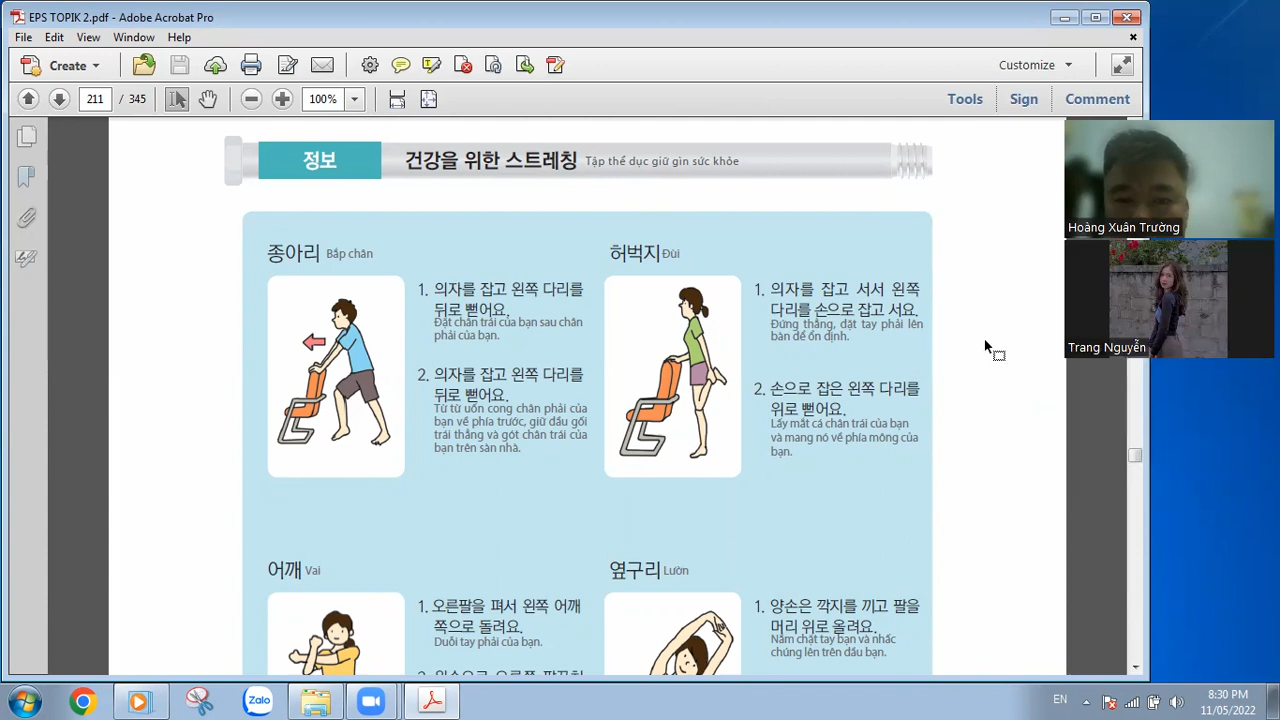 EPS TOPIK 2.pdf - Adobe Acrobat Pro
File Edit View Window Help
Create
Customize
211 / 345
100%
Tools Sign Comment
정보 건강을 위한 스트레칭 Tập thể dục giữ gìn sức khỏe
종아리 Bắp chân
1. 의자를 잡고 왼쪽 다리를
뒤로 뻗어요.
Đặt chân trái của bạn sau chân
phải của bạn.
2. 의자를 잡고 왼쪽 다리를
뒤로 뻗어요.
Từ từ uốn cong chân phải của
bạn về phía trước, giữ đầu gối
trái thẳng và gót chân trái của
bạn trên sàn nhà.
허벅지 Đùi
1. 의자를 잡고 서서 왼쪽
다리를 손으로 잡고 서요.
Đứng thẳng, đặt tay phải lên
bàn để ổn định.
2. 손으로 잡은 왼쪽 다리를
위로 뻗어요.
Lấy mắt cá chân trái của bạn
và mang nó về phía mông của
bạn.
어깨 Vai
1. 오른팔을 펴서 왼쪽 어깨
쪽으로 돌려요.
Duỗi tay phải của bạn.
옆구리 Lườn
1. 양손은 깍지를 끼고 팔을
머리 위로 올려요.
Nắm chặt tay bạn và nhấc
chúng lên trên đầu bạn.
Hoàng Xuân Trường
Trang Nguyễn
Zalo
EN
8:30 PM
11/05/2022